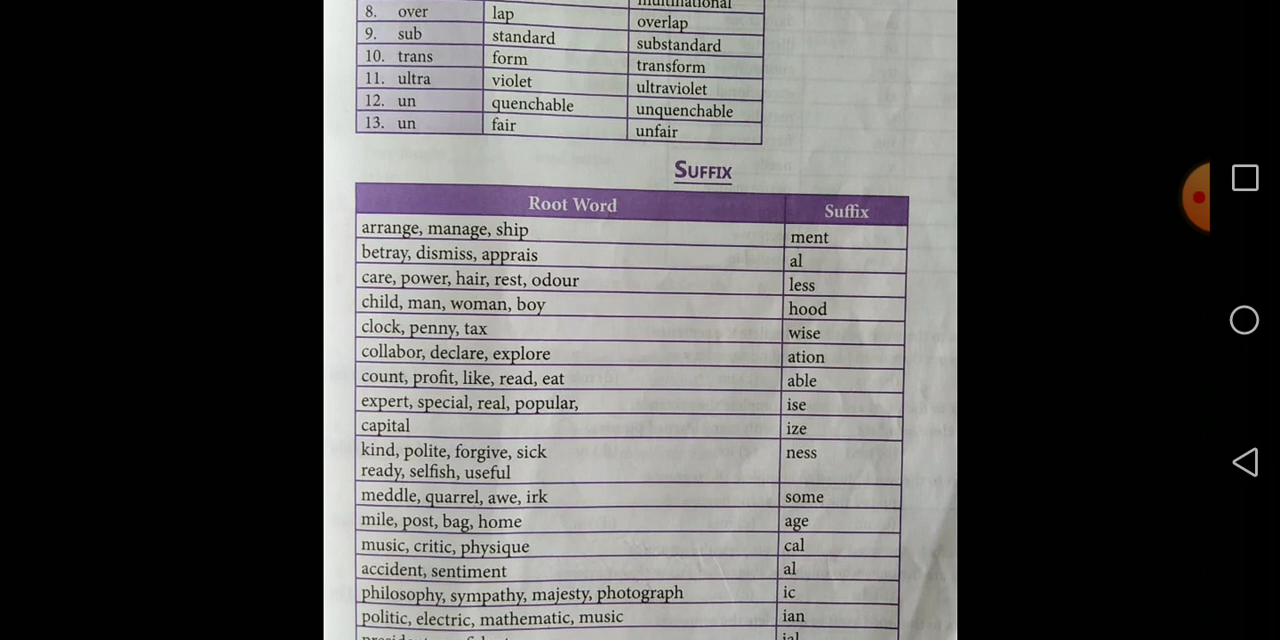 multinational
8. over lap overlap
9. sub standard substandard
10. trans form transform
11. ultra violet ultraviolet
12. un quenchable unquenchable
13. un fair unfair
SUFFIX
Root Word Suffix
arrange, manage, ship ment
betray, dismiss, apprais al
care, power, hair, rest, odour less
child, man, woman, boy hood
clock, penny, tax wise
collabor, declare, explore ation
count, profit, like, read, eat able
expert, special, real, popular, ise
capital ize
kind, polite, forgive, sick ness
ready, selfish, useful
meddle, quarrel, awe, irk some
mile, post, bag, home age
music, critic, physique cal
accident, sentiment al
philosophy, sympathy, majesty, photograph ic
politic, electric, mathematic, music ian
ial